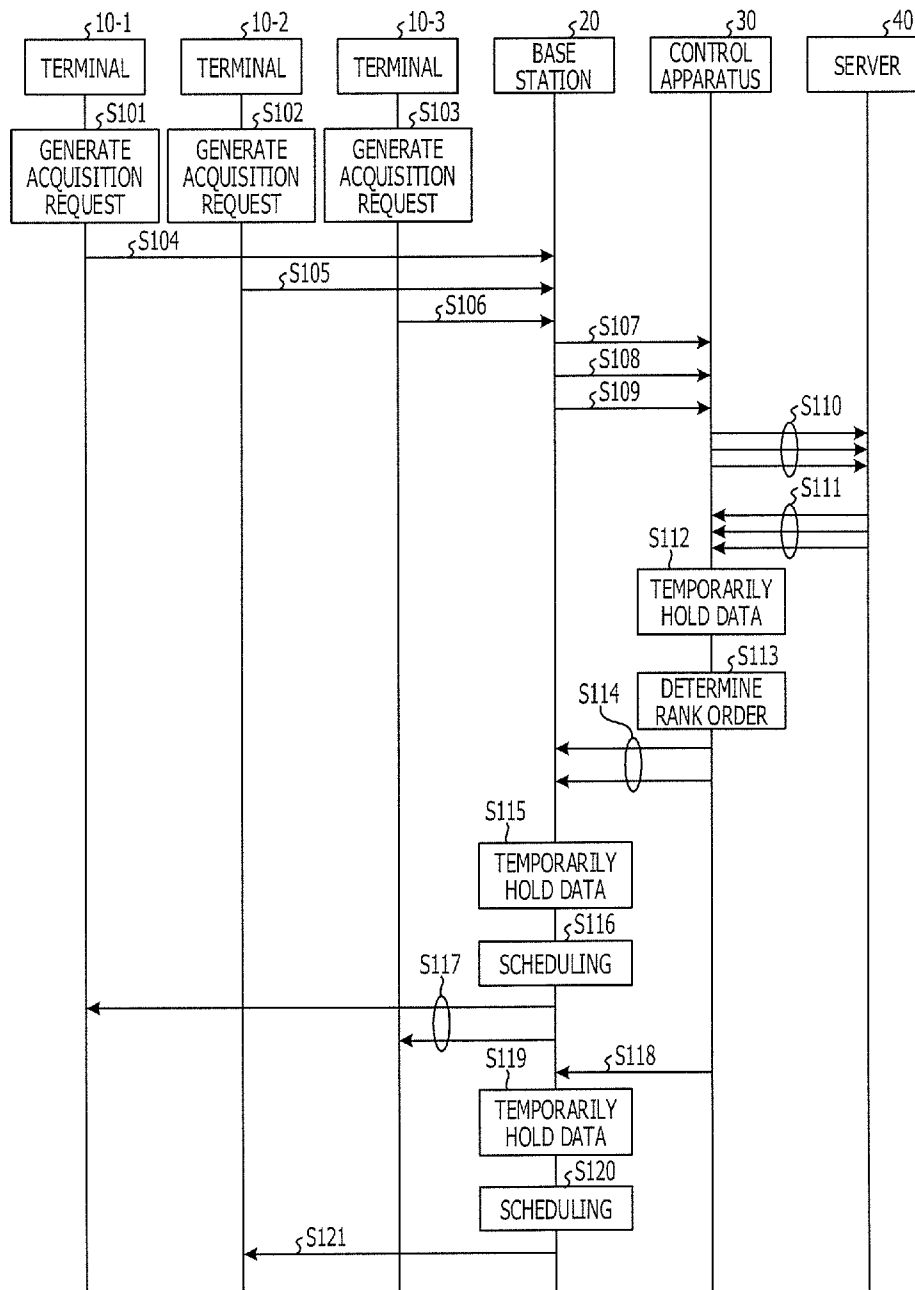 10-1
10-2
10-3
20
30
40
TERMINAL
TERMINAL
TERMINAL
BASE
STATION
CONTROL
APPARATUS
SERVER
S101
S102
S103
GENERATE
ACQUISITION
REQUEST
GENERATE
ACQUISITION
REQUEST
GENERATE
ACQUISITION
REQUEST
S104
S105
S106
S107
S108
S109
S110
S111
S112
TEMPORARILY
HOLD DATA
S113
DETERMINE
RANK ORDER
S114
S115
TEMPORARILY
HOLD DATA
S116
SCHEDULING
S117
S118
S119
TEMPORARILY
HOLD DATA
S120
SCHEDULING
S121